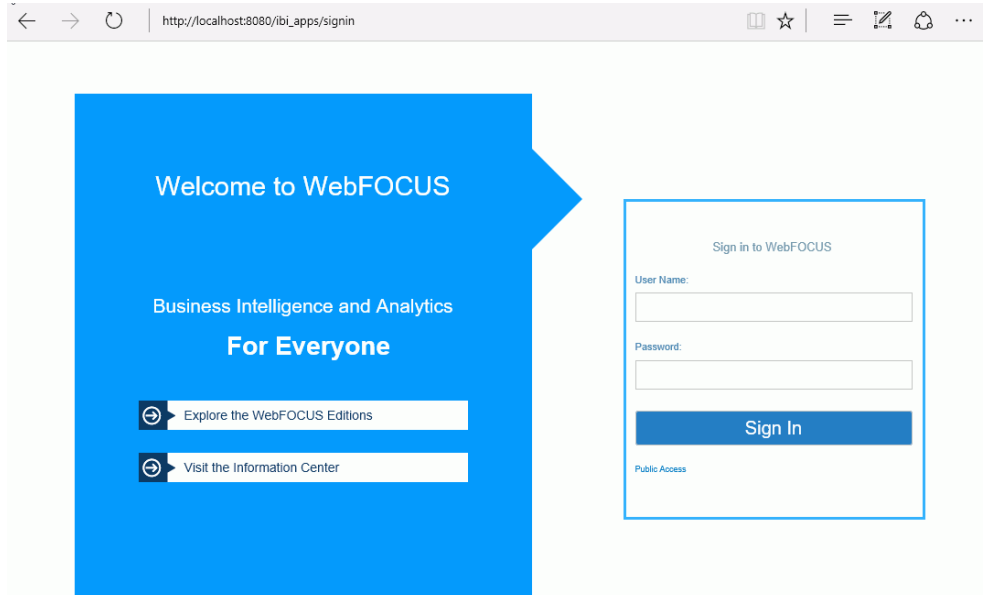 http://localhost:8080/ibi_apps/signin
Welcome to WebFOCUS
Business Intelligence and Analytics
For Everyone
Explore the WebFOCUS Editions
Visit the Information Center
Sign in to WebFOCUS
User Name:
Password:
Sign In
Public Access